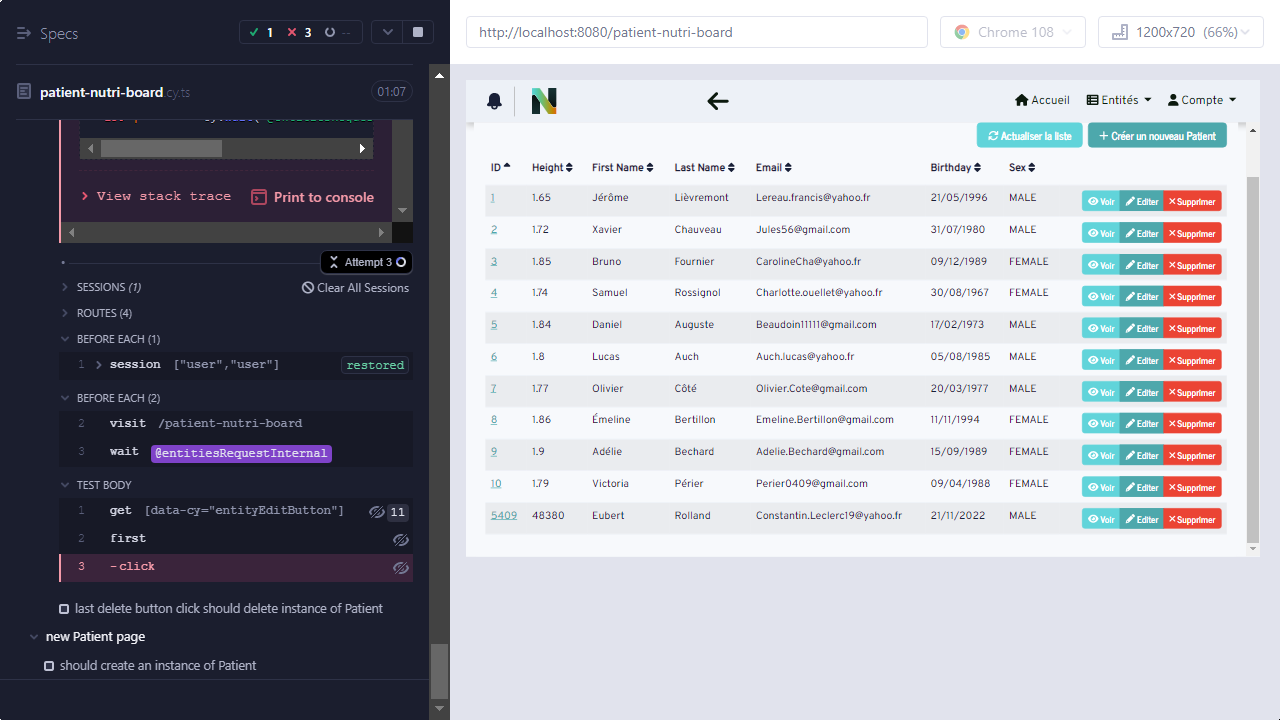 Specs
1
3
--
patient-nutri-board.cy.ts
01:07
View stack trace
Print to console
Attempt 3
SESSIONS (1)
Clear All Sessions
ROUTES (4)
BEFORE EACH (1)
1 session ["user","user"] restored
BEFORE EACH (2)
2 visit /patient-nutri-board
3 wait @entitiesRequestInternal
TEST BODY
1 get [data-cy="entityEditButton"] 11
2 first
3 -click
last delete button click should delete instance of Patient
new Patient page
should create an instance of Patient
http://localhost:8080/patient-nutri-board
Chrome 108
1200x720 (66%)
Accueil
Entités
Compte
Actualiser la liste
Créer un nouveau Patient
ID Height First Name Last Name Email Birthday Sex
1 1.65 Jérôme Lièvremont Lereau.francis@yahoo.fr 21/05/1996 MALE Voir Editer Supprimer
2 1.72 Xavier Chauveau Jules56@gmail.com 31/07/1980 MALE Voir Editer Supprimer
3 1.85 Bruno Fournier CarolineCha@yahoo.fr 09/12/1989 FEMALE Voir Editer Supprimer
4 1.74 Samuel Rossignol Charlotte.ouellet@yahoo.fr 30/08/1967 FEMALE Voir Editer Supprimer
5 1.84 Daniel Auguste Beaudoin11111@gmail.com 17/02/1973 MALE Voir Editer Supprimer
6 1.8 Lucas Auch Auch.lucas@yahoo.fr 05/08/1985 MALE Voir Editer Supprimer
7 1.77 Olivier Côté Olivier.Cote@gmail.com 20/03/1977 MALE Voir Editer Supprimer
8 1.86 Émeline Bertillon Emeline.Bertillon@gmail.com 11/11/1994 FEMALE Voir Editer Supprimer
9 1.9 Adélie Bechard Adelie.Bechard@gmail.com 15/09/1989 FEMALE Voir Editer Supprimer
10 1.79 Victoria Périer Perier0409@gmail.com 09/04/1988 FEMALE Voir Editer Supprimer
5409 48380 Eubert Rolland Constantin.Leclerc19@yahoo.fr 21/11/2022 MALE Voir Editer Supprimer